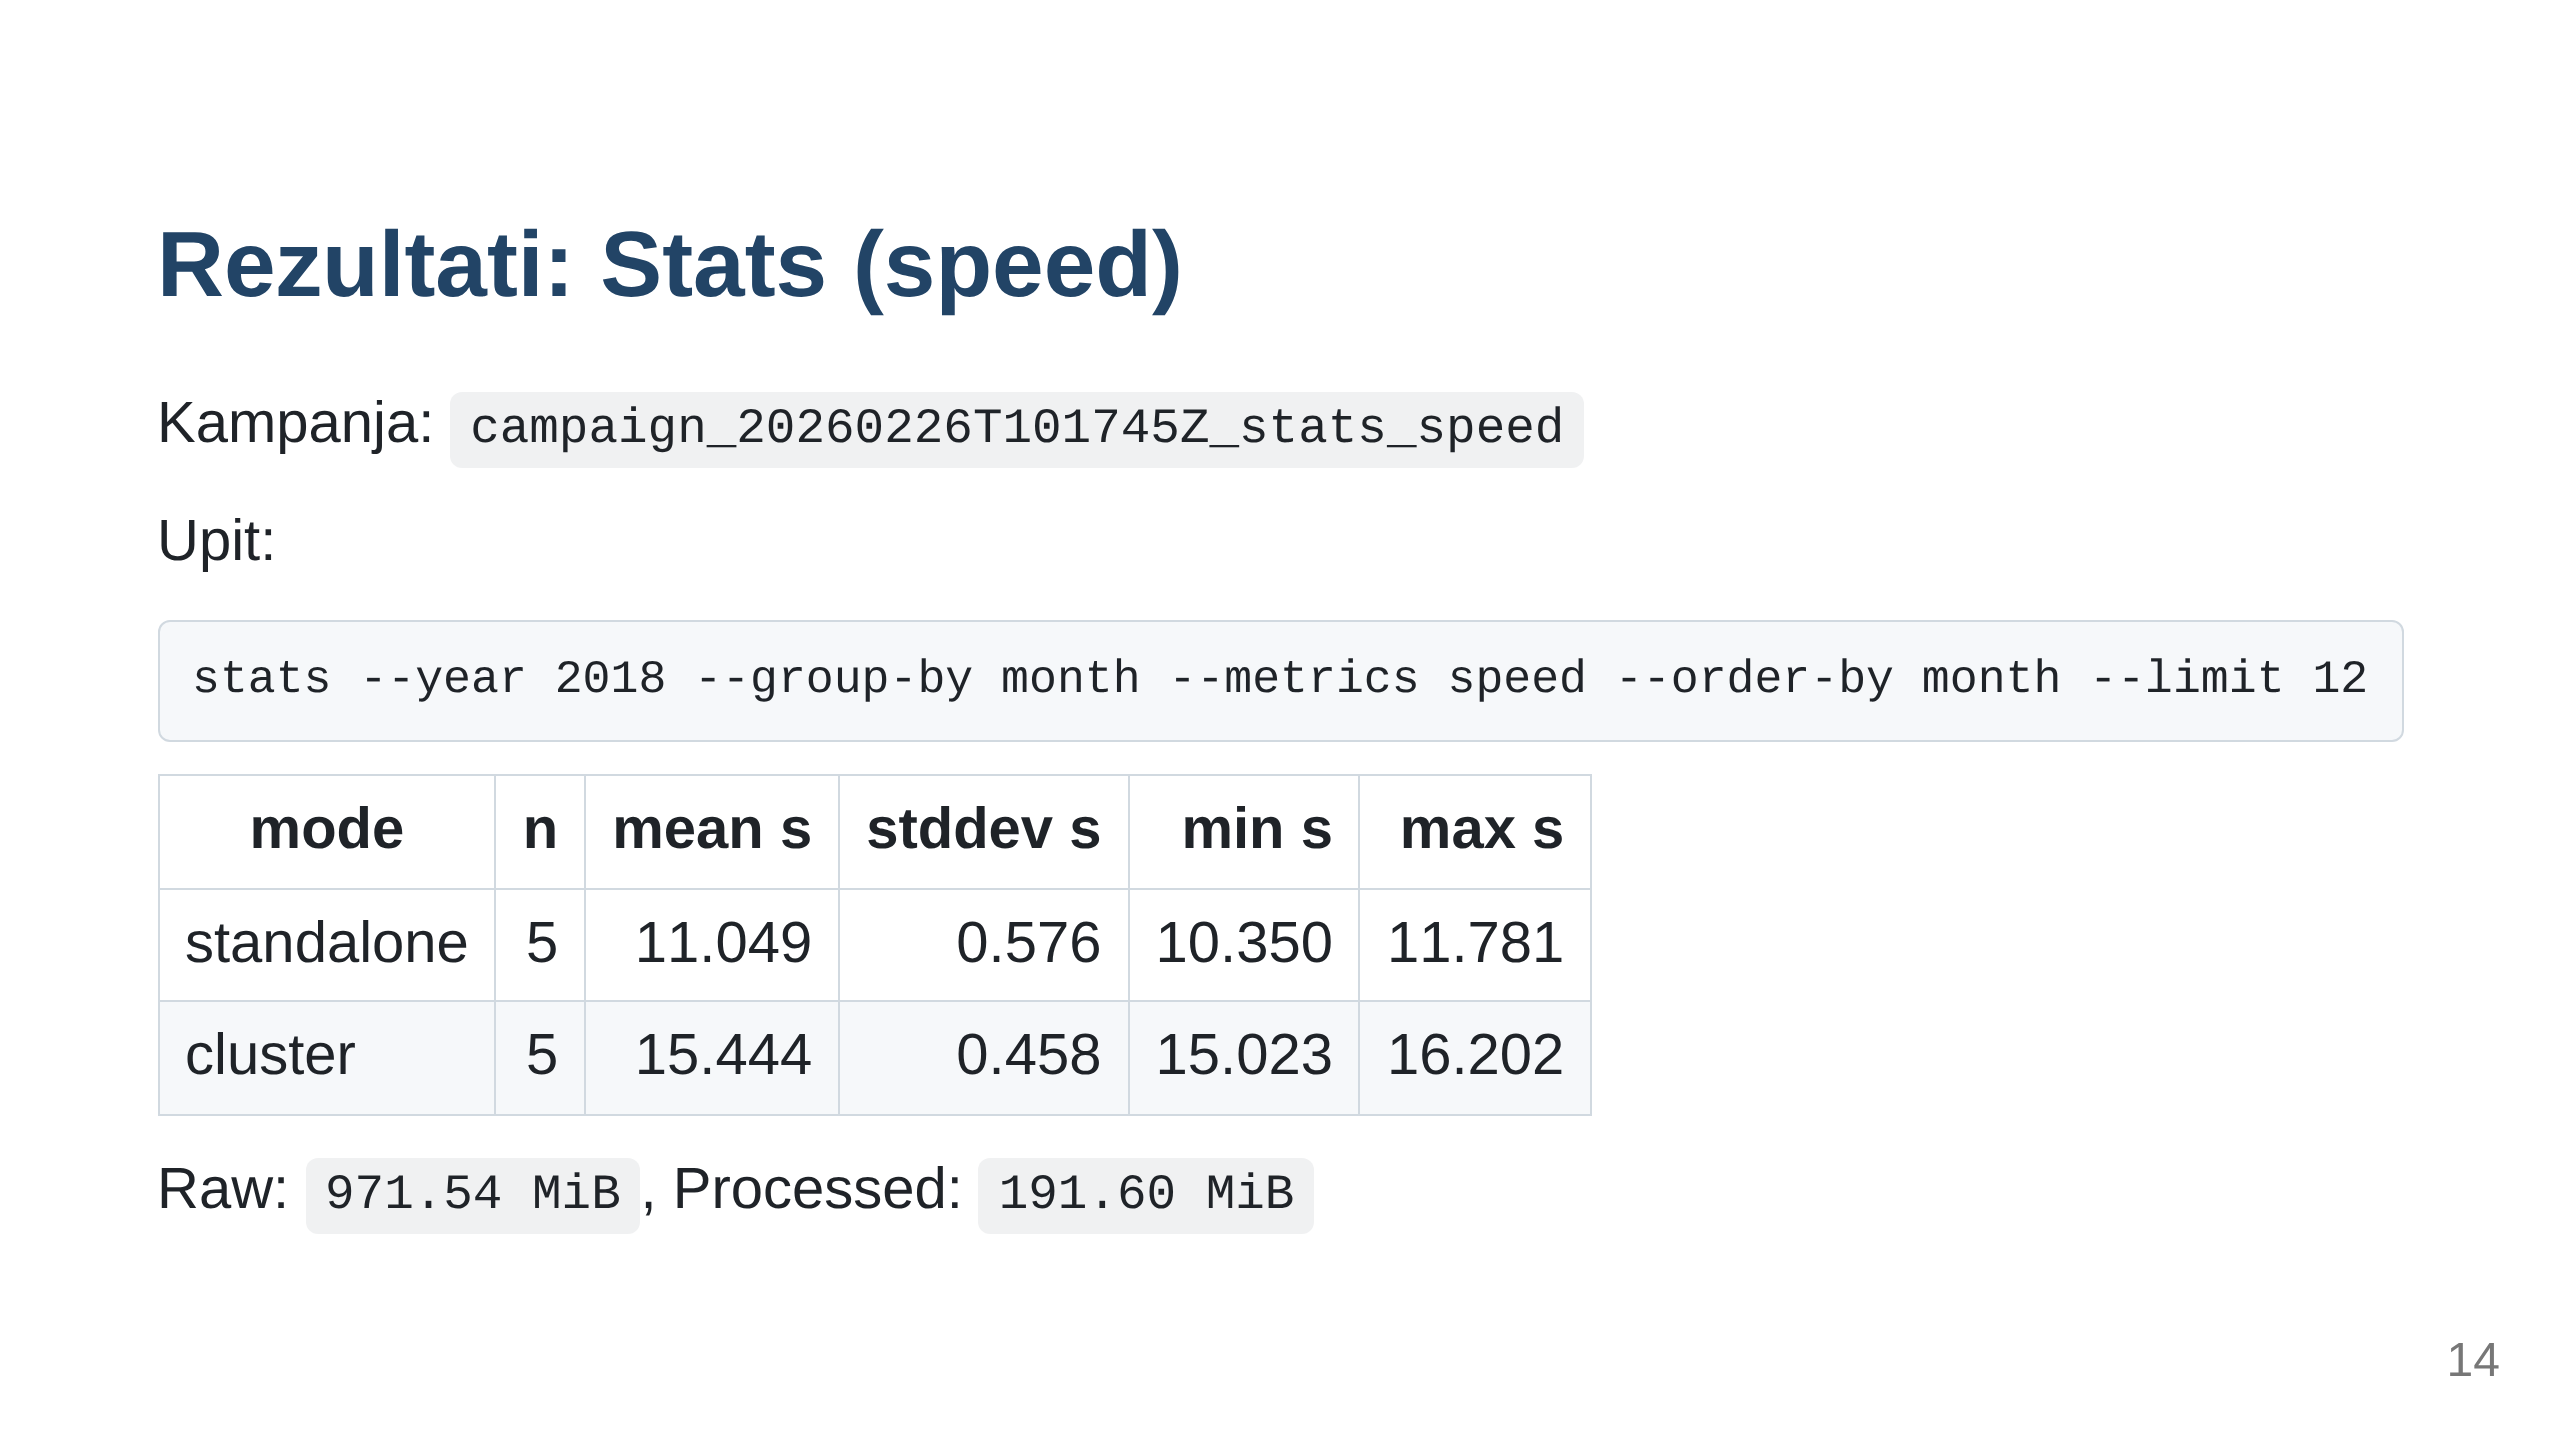 Rezultati: Stats (speed)
Kampanja: campaign_20260226T101745Z_stats_speed
Upit:
stats --year 2018 --group-by month --metrics speed --order-by month --limit 12
mode n mean s stddev s min s max s
standalone 5 11.049 0.576 10.350 11.781
cluster 5 15.444 0.458 15.023 16.202
Raw: 971.54 MiB, Processed: 191.60 MiB
14